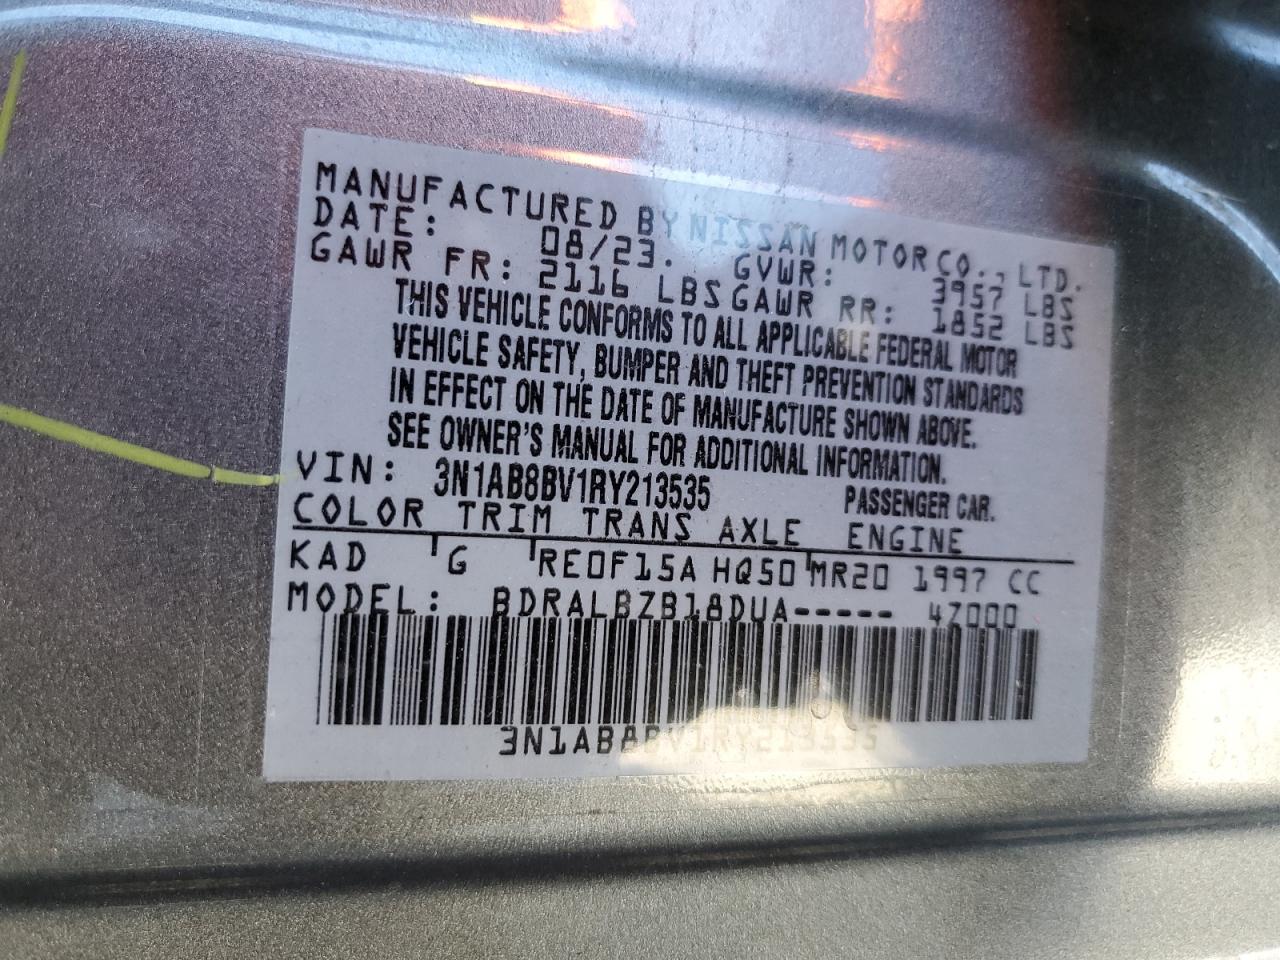 MANUFACTURED BY NISSAN MOTOR CO., LTD.
DATE: 08/23. GVWR: 3957 LBS
GAWR FR: 2116 LBS GAWR RR: 1852 LBS
THIS VEHICLE CONFORMS TO ALL APPLICABLE FEDERAL MOTOR
VEHICLE SAFETY, BUMPER AND THEFT PREVENTION STANDARDS
IN EFFECT ON THE DATE OF MANUFACTURE SHOWN ABOVE.
SEE OWNER'S MANUAL FOR ADDITIONAL INFORMATION.
VIN: 3N1AB8BV1RY213535 PASSENGER CAR.
COLOR TRIM TRANS AXLE ENGINE
KAD G RE0F15A HQ50 MR20 1997 CC
MODEL: BDRALBZB18DUA----- 4Z000
3N1AB8BV1RY213535